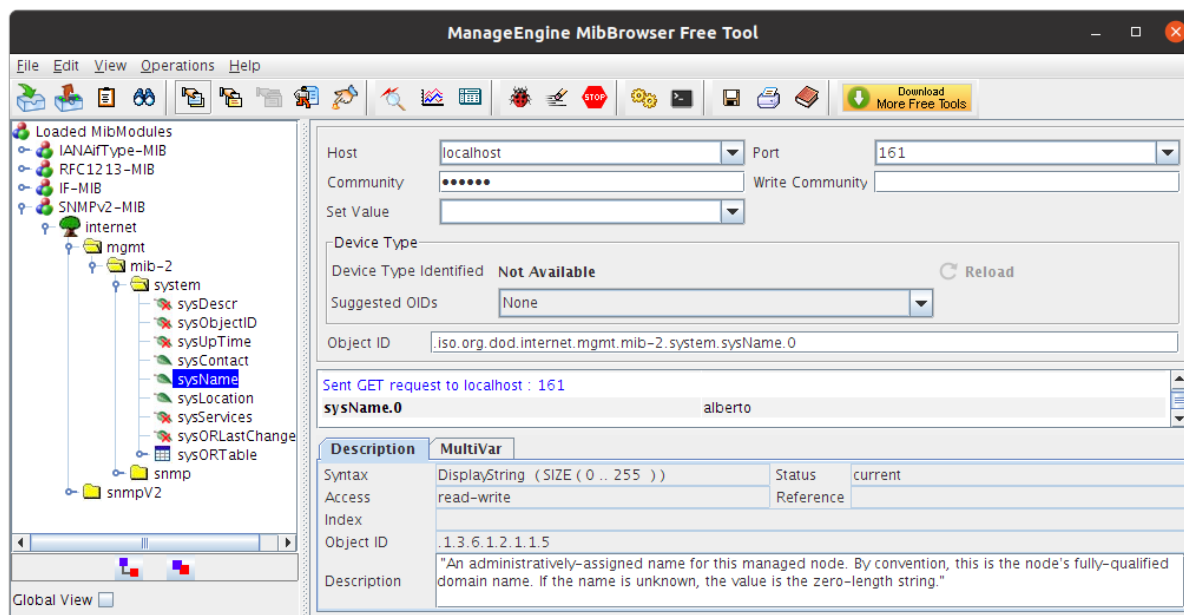 ManageEngine MibBrowser Free Tool
File Edit View Operations Help
STOP
Download
More Free Tools
Loaded MibModules
IANAifType-MIB
RFC1213-MIB
IF-MIB
SNMPv2-MIB
internet
mgmt
mib-2
system
sysDescr
sysObjectID
sysUpTime
sysContact
sysName
sysLocation
sysServices
sysORLastChange
sysORTable
snmp
snmpV2
Global View
Host localhost Port 161
Community •••••• Write Community
Set Value
Device Type
Device Type Identified Not Available Reload
Suggested OIDs None
Object ID .iso.org.dod.internet.mgmt.mib-2.system.sysName.0
Sent GET request to localhost : 161
sysName.0 alberto
Description MultiVar
Syntax DisplayString (SIZE ( 0 .. 255 )) Status current
Access read-write Reference
Index
Object ID .1.3.6.1.2.1.1.5
Description "An administratively-assigned name for this managed node. By convention, this is the node's fully-qualified
domain name. If the name is unknown, the value is the zero-length string."